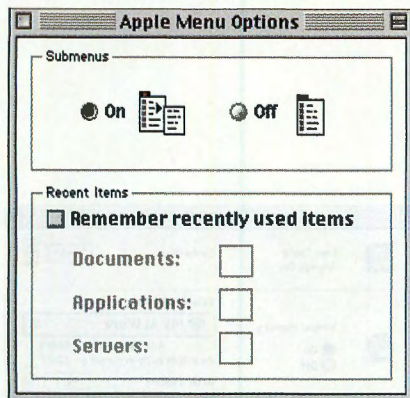 Apple Menu Options
Submenus
On
Off
Recent Items
Remember recently used items
Documents:
Applications:
Servers: